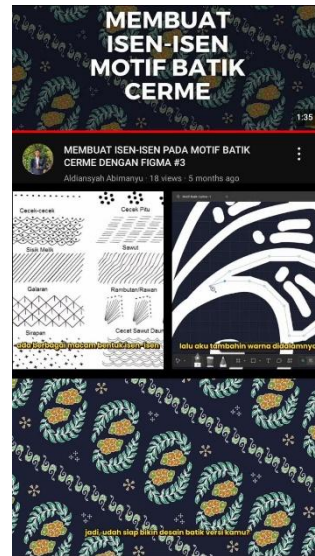 MEMBUAT
ISEN-ISEN
MOTIF BATIK
CERME
1:35
MEMBUAT ISEN-ISEN PADA MOTIF BATIK
CERME DENGAN FIGMA #3
Aldiansyah Abimanyu · 18 views · 5 months ago
Cecek-cecek
Cecek Pitu
Sisik Melik
Sawut
Galaran
Rambutan/Rawan
Sirapan
Cecet Sawut Daun
ada berbagai macam bentuk isen-isen
lalu aku tambahin warna didalamnya
jadi, udah siap bikin desain batik versi kamu?